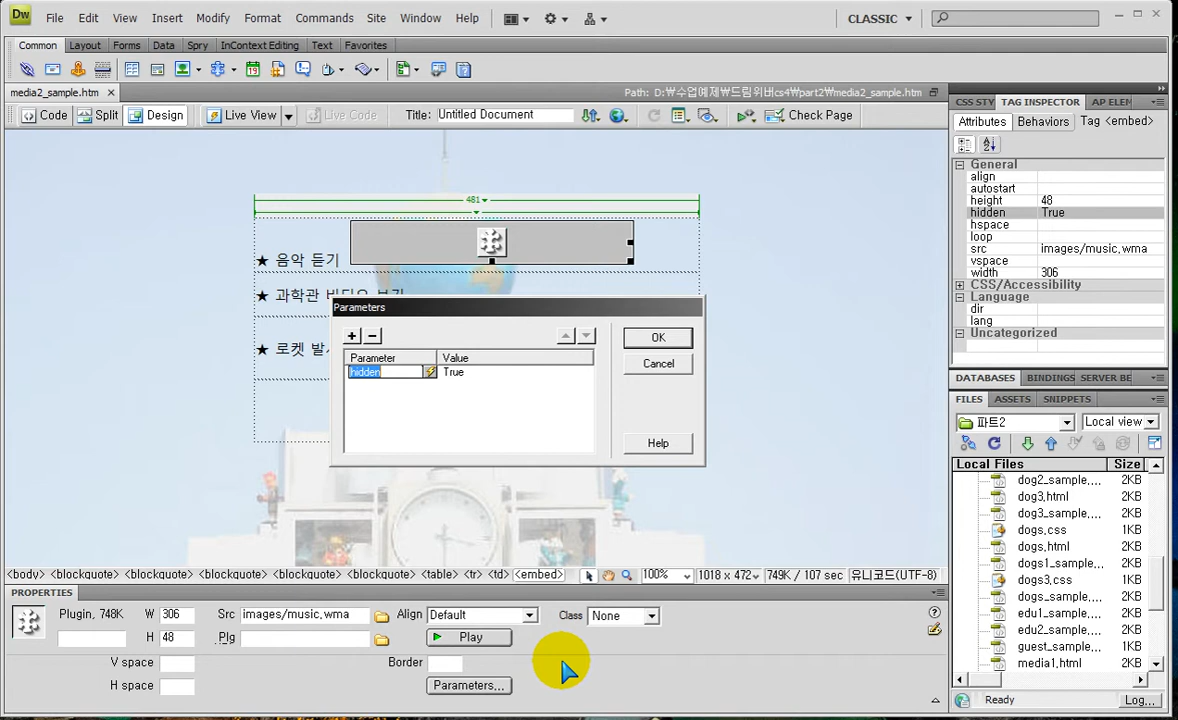 Dw File Edit View Insert Modify Format Commands Site Window Help CLASSIC
Common Layout Forms Data Spry InContext Editing Text Favorites
media2_sample.htm
Path: D:₩수업예제₩드림위버cs4₩part2₩media2_sample.htm
Code Split Design Live View Live Code Title: Untitled Document Check Page
481
★ 음악 듣기
★ 과학관 비디오 보기
★ 로켓 발사
Parameters
Parameter Value
hidden True
OK
Cancel
Help
<body> <blockquote> <blockquote> <blockquote> <blockquote> <table> <tr> <td> <embed> 100% 1018 x 472 749K / 107 sec 유니코드(UTF-8)
PROPERTIES
Plugin, 748K W 306 Src images/music.wma Align Default Class None
H 48 Plg Play
V space Border
H space Parameters...
CSS STY TAG INSPECTOR AP ELEM
Attributes Behaviors Tag <embed>
General
align
autostart
height 48
hidden True
hspace
loop
src images/music.wma
vspace
width 306
CSS/Accessibility
Language
dir
lang
Uncategorized
DATABASES BINDINGS SERVER BE
FILES ASSETS SNIPPETS
파트2 Local view
Local Files Size
dog2_sample,... 2KB
dog3,html 2KB
dog3_sample,... 2KB
dogs,css 1KB
dogs,html 2KB
dogs1_sample,... 2KB
dogs3,css 1KB
dogs_sample,... 2KB
edu1_sample,... 2KB
edu2_sample,... 2KB
guest_sample,... 2KB
media1,html 2KB
Ready Log...